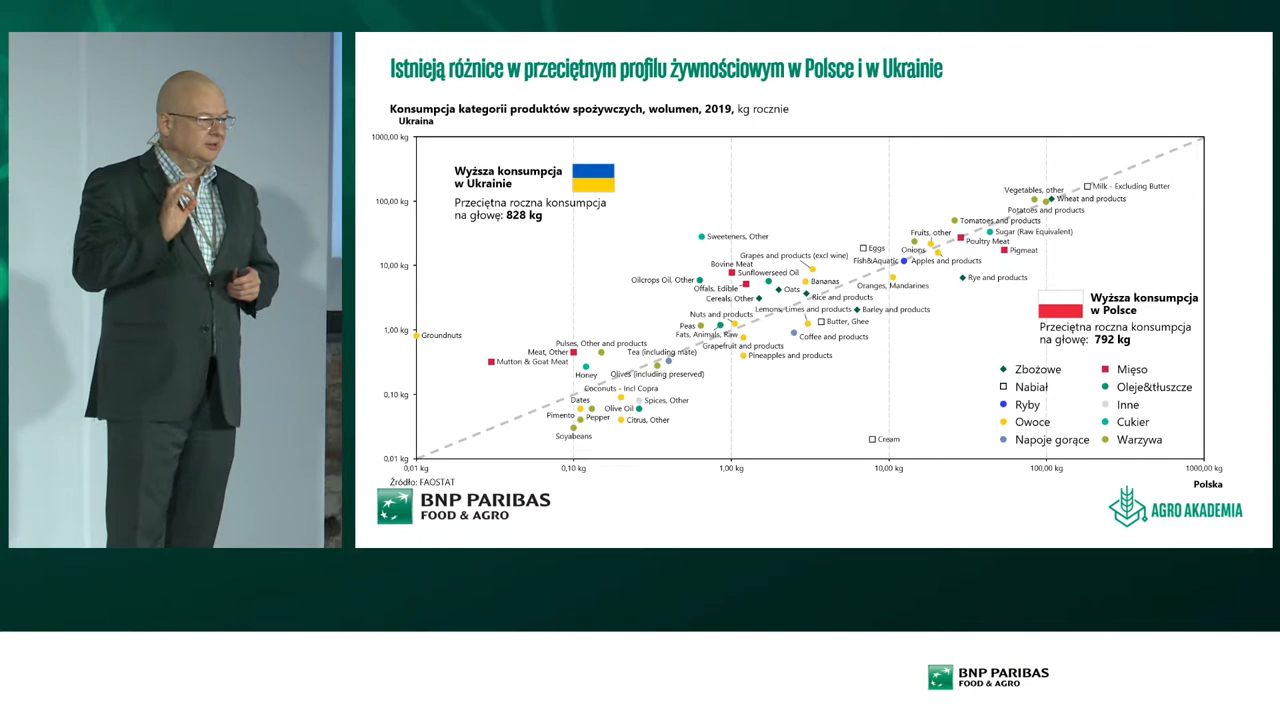 Istnieją różnice w przeciętnym profilu żywnościowym w Polsce i w Ukrainie
Konsumpcja kategorii produktów spożywczych, wolumen, 2019, kg rocznie
Ukraina
1000,00 kg
100,00 kg
10,00 kg
1,00 kg
0,10 kg
0,01 kg
0,01 kg
0,10 kg
1,00 kg
10,00 kg
100,00 kg
1000,00 kg
Polska
Wyższa konsumpcja
w Ukrainie
Przeciętna roczna konsumpcja
na głowę: 828 kg
Vegetables, other
Milk - Excluding Butter
Wheat and products
Potatoes and products
Tomatoes and products
Fruits, other
Sugar (Raw Equivalent)
Sweeteners, Other
Poultry Meat
Eggs
Onions
Pigmeat
Grapes and products (excl wine)
Fish&Aquatic
Apples and products
Bovine Meat
Sunflowerseed Oil
Oilcrops Oil, Other
Bananas
Oranges, Mandarines
Rye and products
Offals, Edible
Oats
Cereals, Other
Rice and products
Lemons, Limes and products
Barley and products
Nuts and products
Butter, Ghee
Peas
Fats, Animals, Raw
Coffee and products
Groundnuts
Grapefruit and products
Pulses, Other and products
Meat, Other
Tea (including mate)
Pineapples and products
Mutton & Goat Meat
Honey
Olives (including preserved)
Coconuts - Incl Copra
Dates
Spices, Other
Olive Oil
Pimento
Pepper
Citrus, Other
Soyabeans
Cream
Wyższa konsumpcja
w Polsce
Przeciętna roczna konsumpcja
na głowę: 792 kg
Zbożowe
Mięso
Nabiał
Oleje&tłuszcze
Ryby
Inne
Owoce
Cukier
Napoje gorące
Warzywa
Źródło: FAOSTAT
BNP PARIBAS
FOOD & AGRO
AGRO AKADEMIA
BNP PARIBAS
FOOD & AGRO